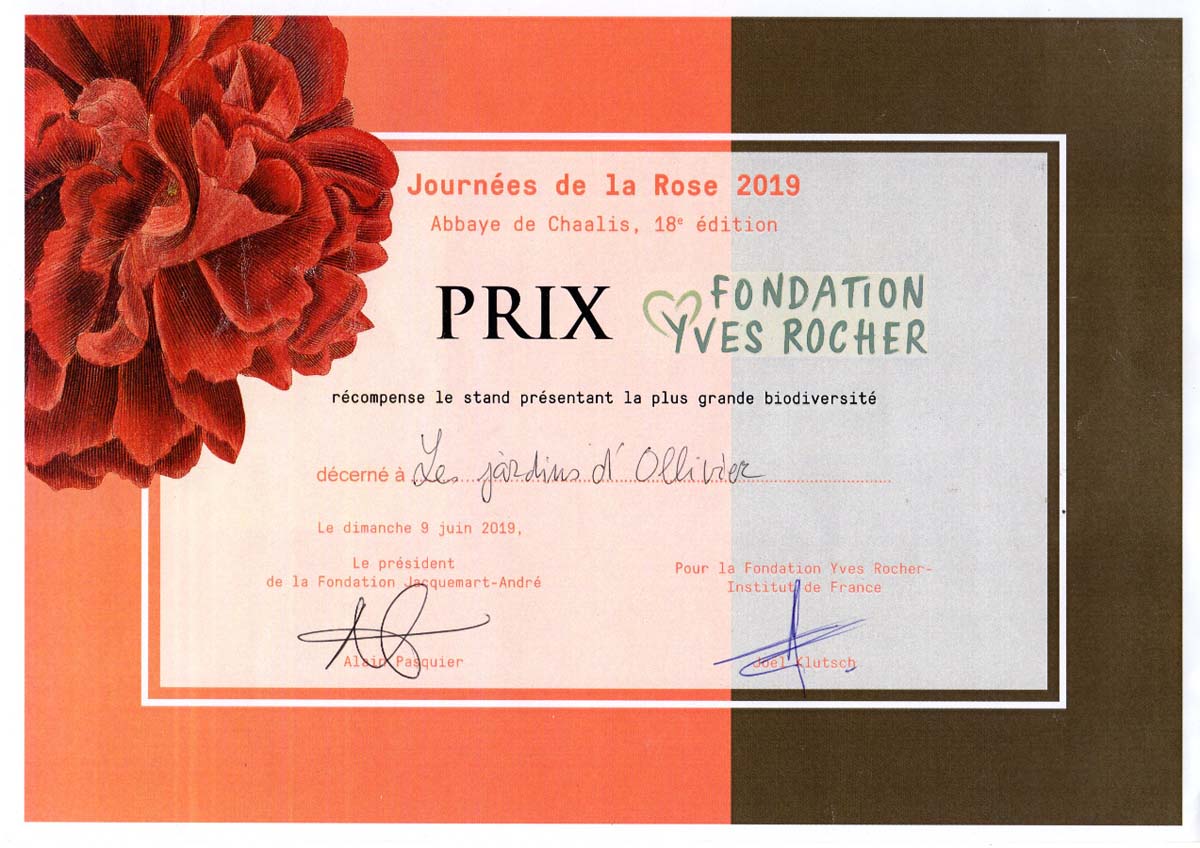 Journées de la Rose 2019
Abbaye de Chaalis, 18e édition
PRIX FONDATION YVES ROCHER
récompense le stand présentant la plus grande biodiversité
décerné à Les jardins d'Ollivier
Le dimanche 9 juin 2019,
Le président
de la Fondation Jacquemart-André
Alain Pasquier
Pour la Fondation Yves Rocher-
Institut de France
Joël Klutsch